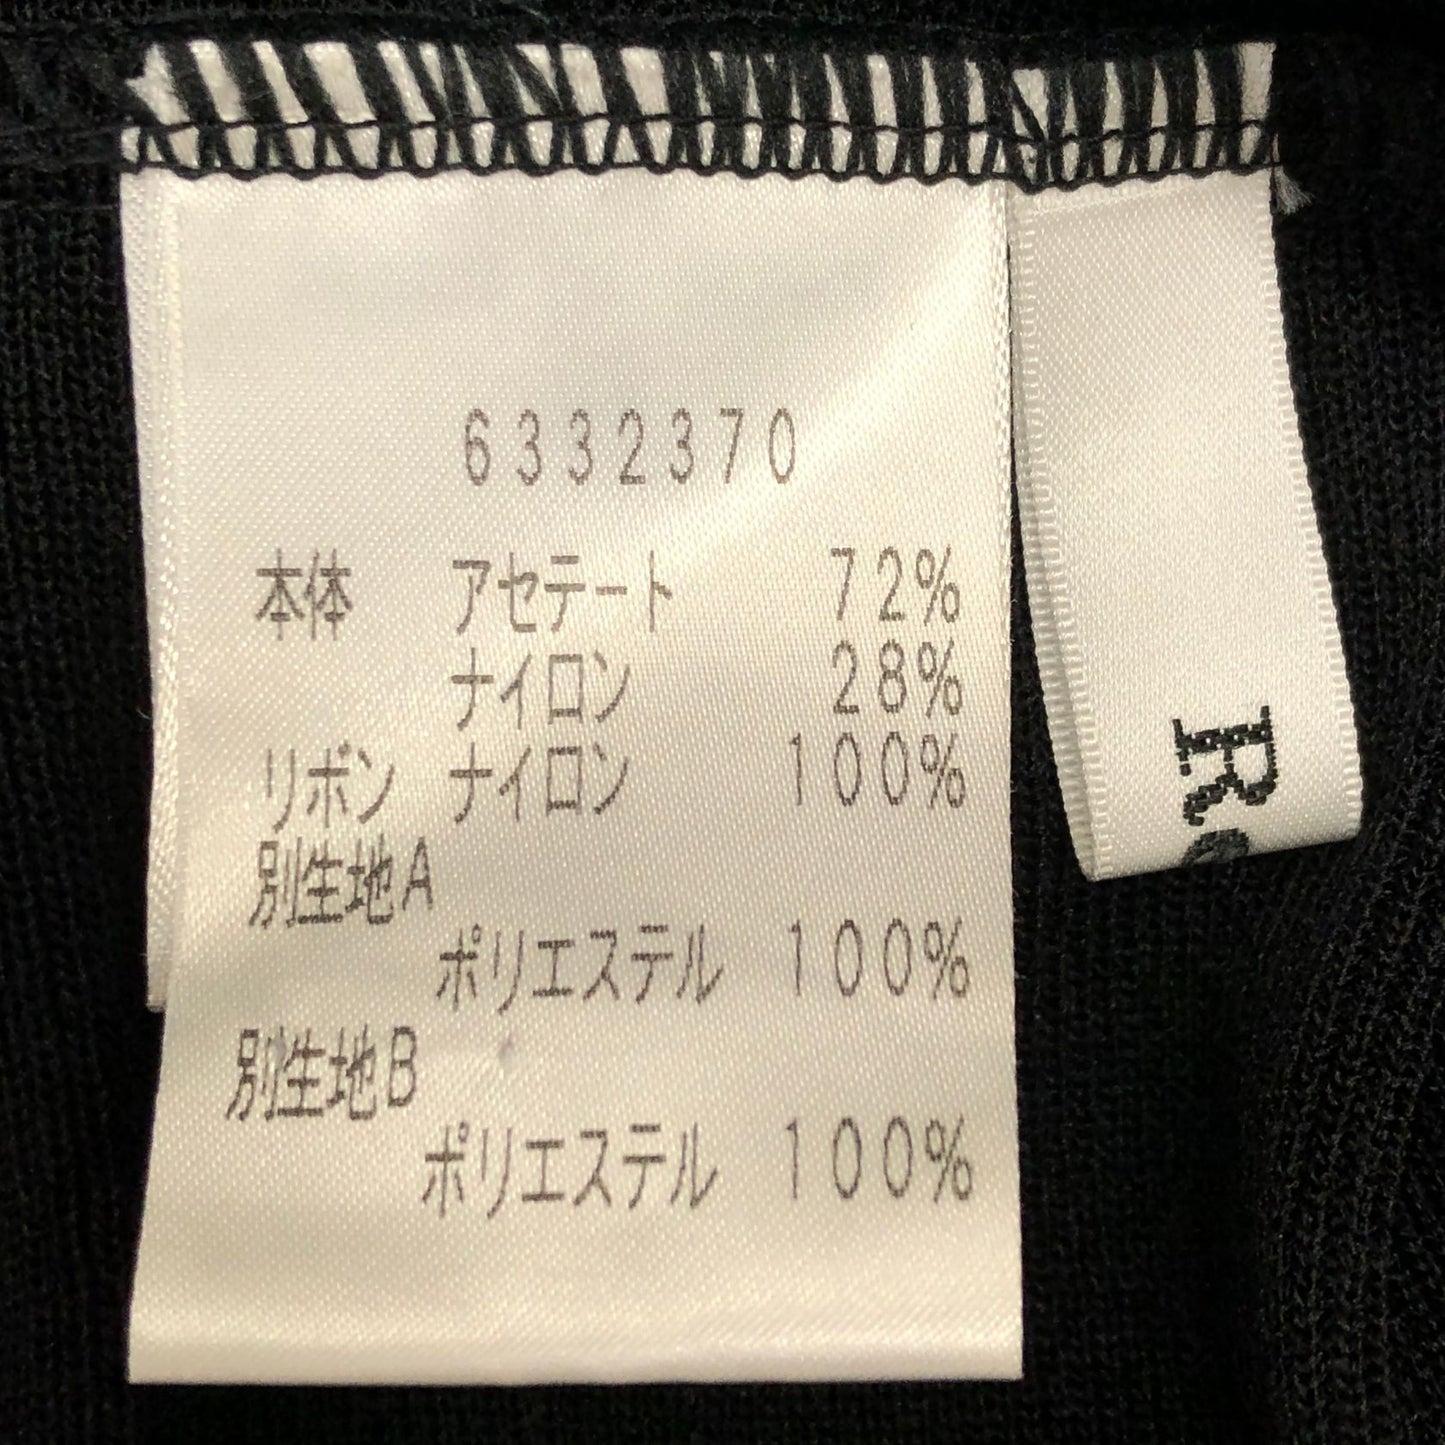 6332370
本体 アセテート 72%
ナイロン 28%
リボン ナイロン 100%
別生地A
ポリエステル 100%
別生地B
ポリエステル 100%